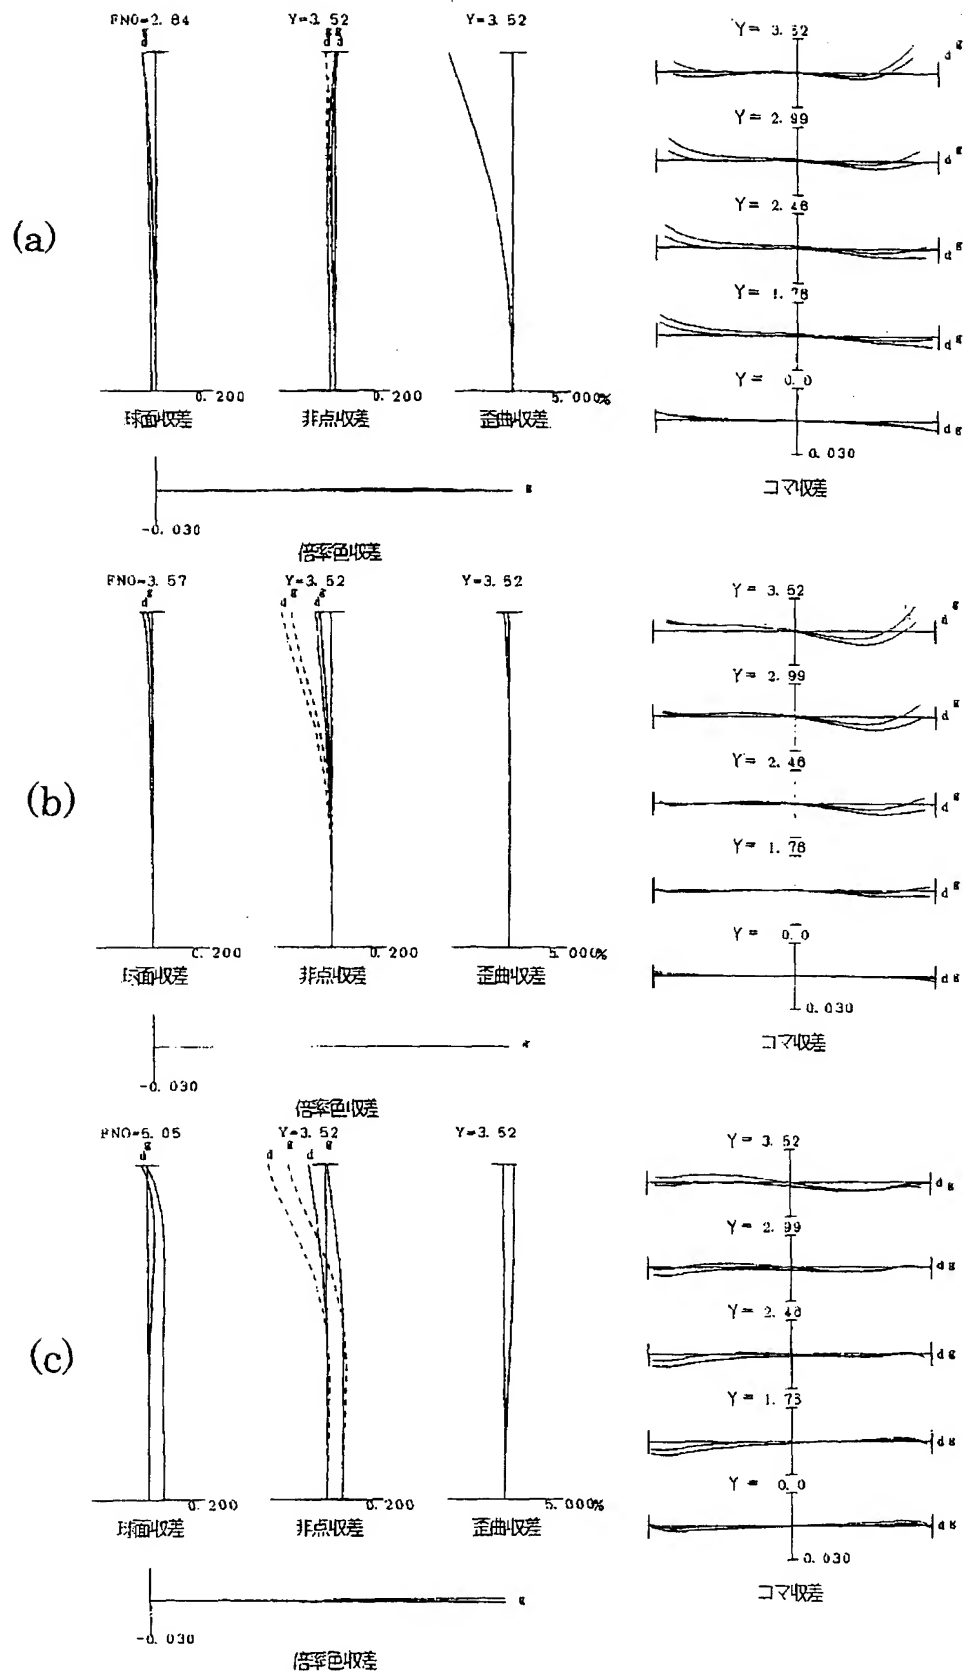 FNO=2.84
Y=3.52
Y=3.52
g
d
g
g
d
d
0.200
0.200
5.000%
球面収差
非点収差
歪曲収差
(a)
Y= 3.52
d g
Y= 2.99
d g
Y= 2.46
d g
Y= 1.76
d g
Y= 0.0
d g
0.030
コマ収差
g
-0.030
倍率色収差
FNO=3.57
Y=3.52
Y=3.52
g
d
g
d
g
d
0.200
0.200
5.000%
球面収差
非点収差
歪曲収差
(b)
Y= 3.52
d g
Y= 2.99
d g
Y= 2.46
d g
Y= 1.76
d g
Y= 0.0
d g
0.030
コマ収差
g
-0.030
倍率色収差
FNO=5.05
Y=3.52
Y=3.52
g
d
d
g
d
g
0.200
0.200
5.000%
球面収差
非点収差
歪曲収差
(c)
Y= 3.52
d g
Y= 2.99
d g
Y= 2.46
d g
Y= 1.76
d g
Y= 0.0
d g
0.030
コマ収差
g
-0.030
倍率色収差